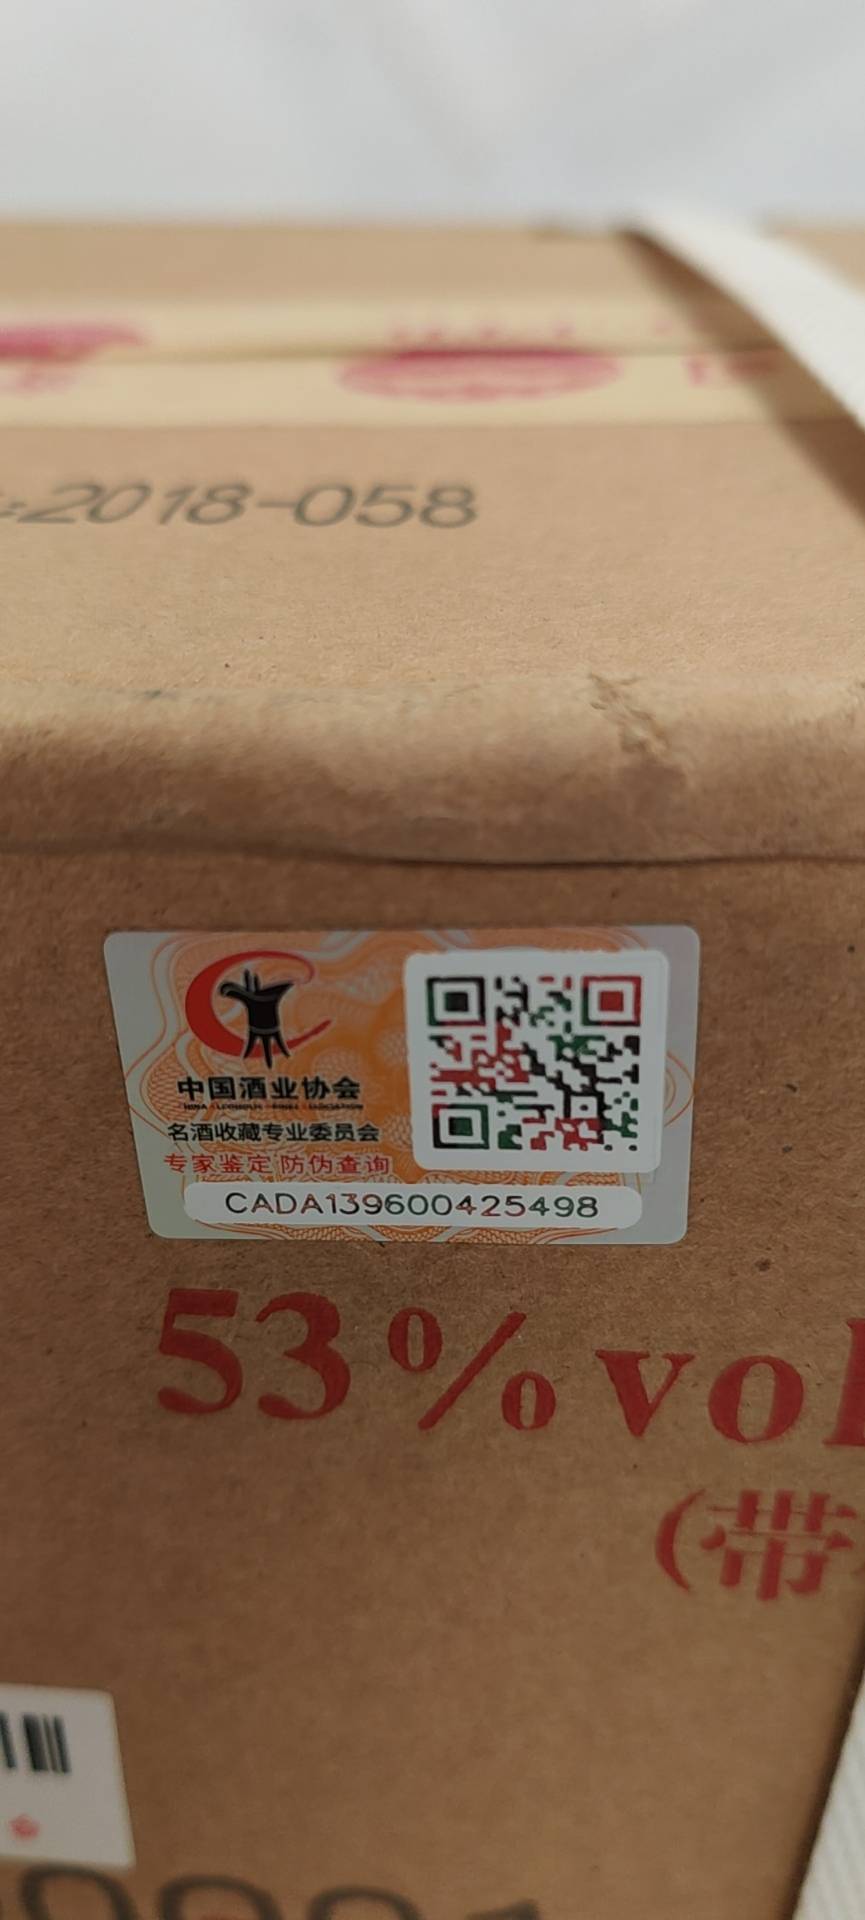 2018-058
中国酒业协会
名酒收藏专业委员会
专家鉴定 防伪查询
CADA139600425498
53%vol
(带